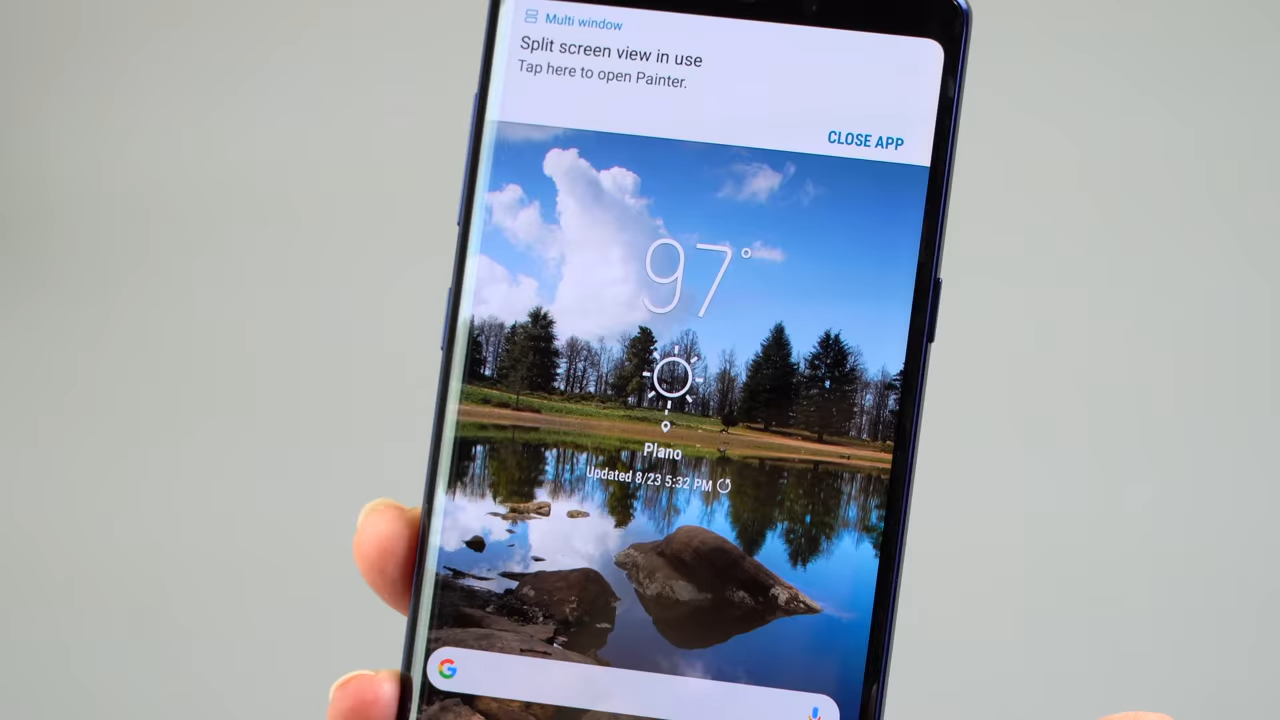 Multi window
Split screen view in use
Tap here to open Painter.
CLOSE APP
97°
Plano
Updated 8/23 5:32 PM
G